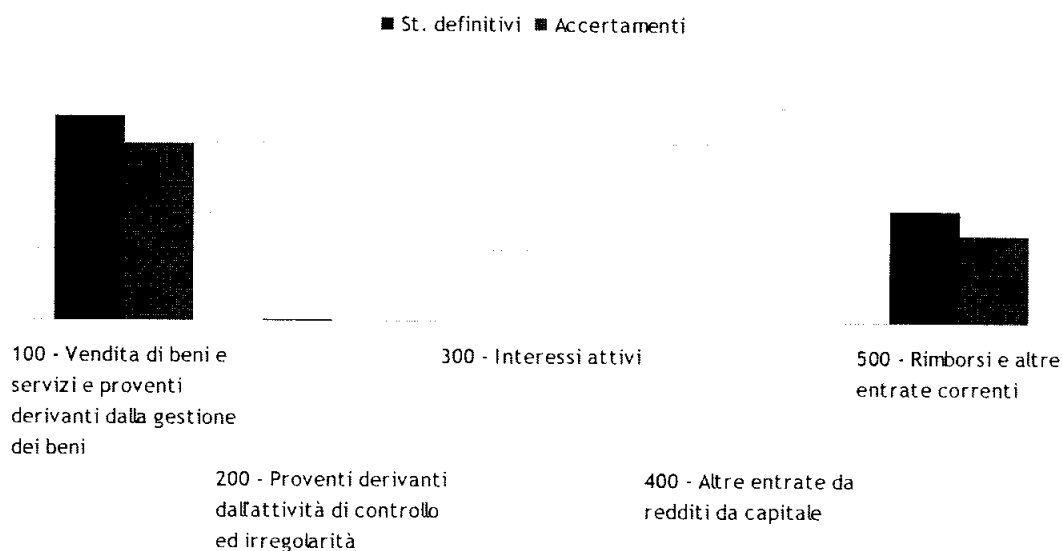 St. definitivi Accertamenti
100 - Vendita di beni e
servizi e proventi
derivanti dalla gestione
dei beni
200 - Proventi derivanti
dall'attività di controllo
ed irregolarità
300 - Interessi attivi
400 - Altre entrate da
redditi da capitale
500 - Rimborsi e altre
entrate correnti